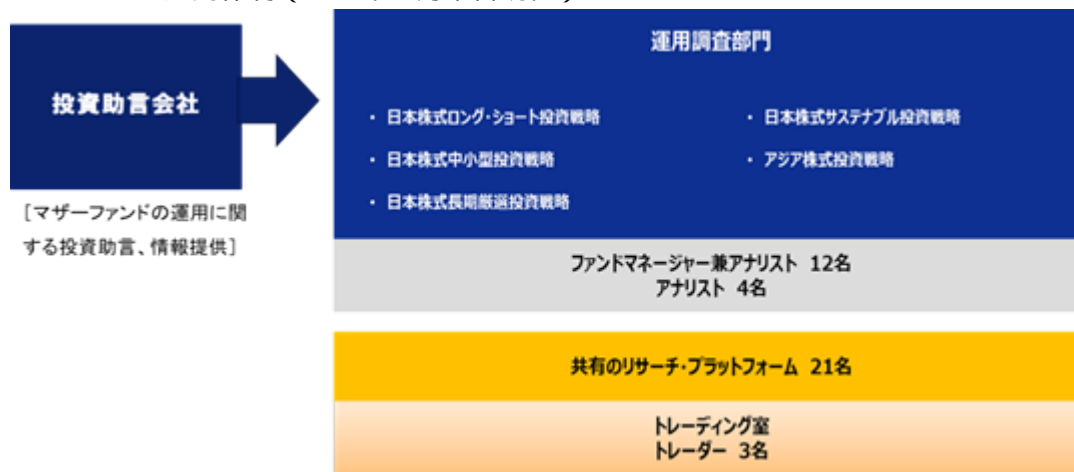 投資助言会社
[マザーファンドの運用に関
する投資助言、情報提供]
運用調査部門
・ 日本株式ロング・ショート投資戦略
・ 日本株式サステナブル投資戦略
・ 日本株式中小型投資戦略
・ アジア株式投資戦略
・ 日本株式長期厳選投資戦略
ファンドマネージャー兼アナリスト 12名
アナリスト 4名
共有のリサーチ・プラットフォーム 21名
トレーディング室
トレーダー 3名